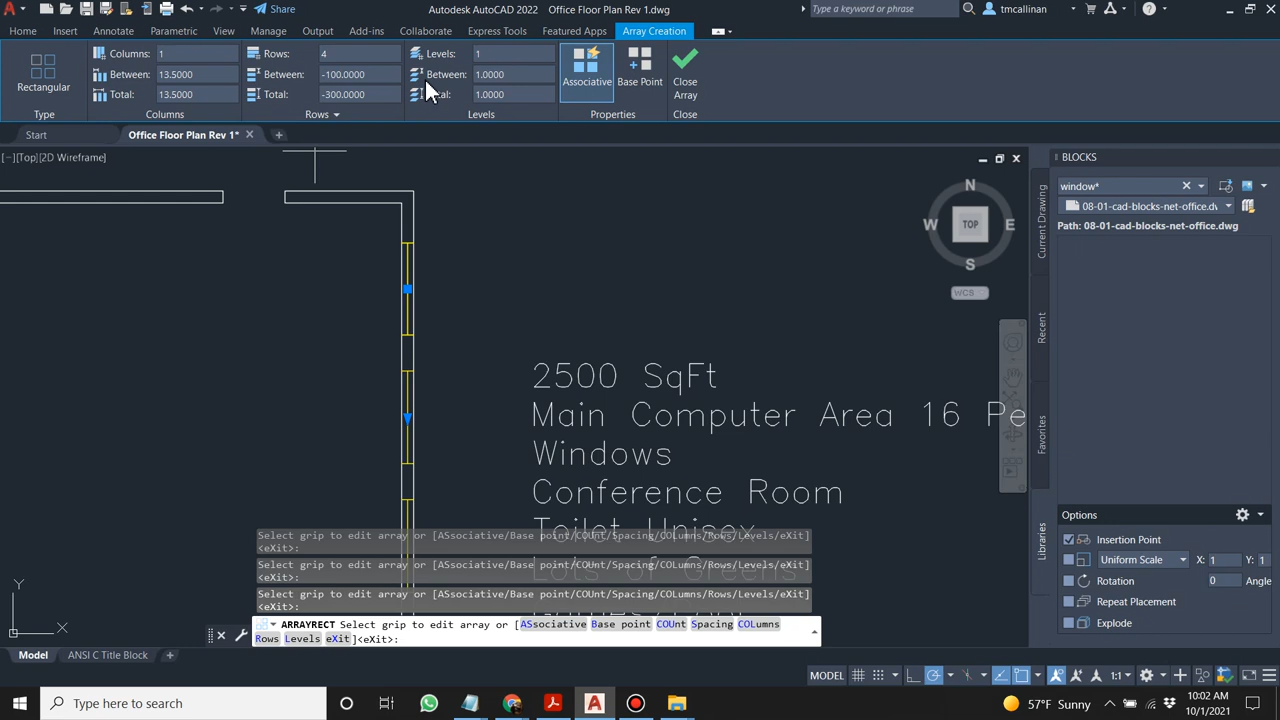 Share
Autodesk AutoCAD 2022 Office Floor Plan Rev 1.dwg
Type a keyword or phrase
tmcallinan
Home Insert Annotate Parametric View Manage Output Add-ins Collaborate Express Tools Featured Apps Array Creation
Columns: 1 Rows: 4 Levels: 1
Between: 13.5000 Between: -100.0000 Between: 1.0000
Total: 13.5000 Total: -300.0000 1.0000
Rectangular
Associative
Base Point
Close
Array
Type Rows Levels Properties Close
Start Office Floor Plan Rev 1*
[−][Top][2D Wireframe]
N
W TOP E
S
WCS
2500 SqFt
Main Computer Area 16 Pe
Windows
Conference Room
Toilet Unisex
Lots of Greens
BLOCKS
window*
08-01-cad-blocks-net-office.dw
Path: 08-01-cad-blocks-net-office.dwg
Current Drawing
Recent
Favorites
Libraries
Options
Insertion Point
Uniform Scale X: 1 Y: 1
Rotation 0 Angle
Repeat Placement
Explode
Select grip to edit array or [ASsociative/Base point/COUnt/Spacing/COLumns/Rows/Levels/eXit]
<eXit>:
Select grip to edit array or [ASsociative/Base point/COUnt/Spacing/COLumns/Rows/Levels/eXit]
<eXit>:
Select grip to edit array or [ASsociative/Base point/COUnt/Spacing/COLumns/Rows/Levels/eXit]
<eXit>:
ARRAYRECT Select grip to edit array or [ASsociative Base point COUnt Spacing COLumns
Rows Levels eXit]<eXit>:
Y
X
Model ANSI C Title Block
MODEL 1:1
Type here to search
57°F Sunny
10:02 AM
10/1/2021